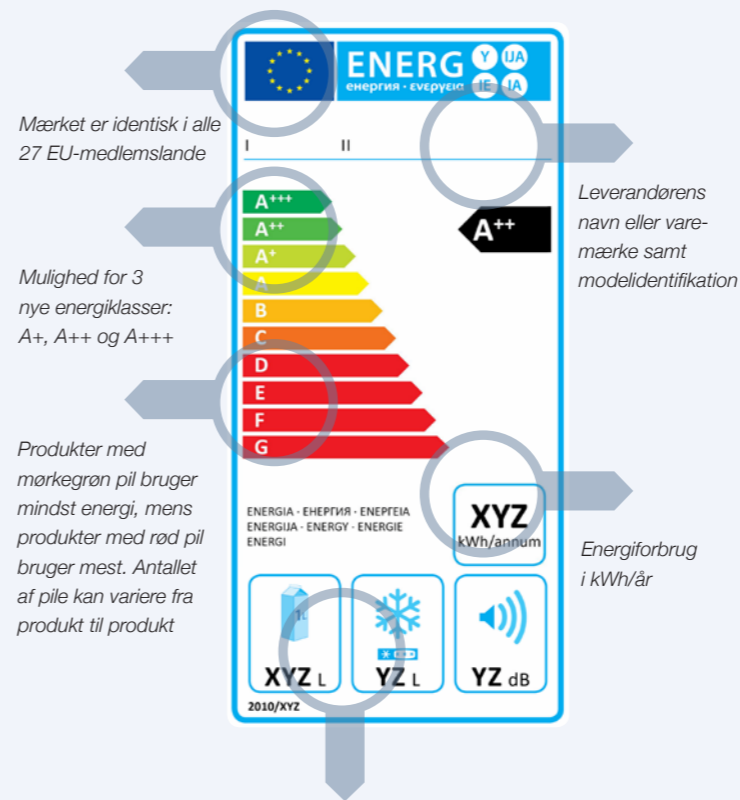 ENERG Y IJA
енергия · ενεργεια IE IA
Mærket er identisk i alle
27 EU-medlemslande
I II
Leverandørens
navn eller vare-
mærke samt
modelidentifikation
A+++
A++
A+
A
B
C
D
E
F
G
A++
Mulighed for 3
nye energiklasser:
A+, A++ og A+++
Produkter med
mørkegrøn pil bruger
mindst energi, mens
produkter med rød pil
bruger mest. Antallet
af pile kan variere fra
produkt til produkt
ENERGIA · ЕНЕРГИЯ · ΕΝΕΡΓΕΙΑ
ENERGIJA · ENERGY · ENERGIE
ENERGI
XYZ
kWh/annum
Energiforbrug
i kWh/år
1L
XYZ L
YZ L
YZ dB
2010/XYZ